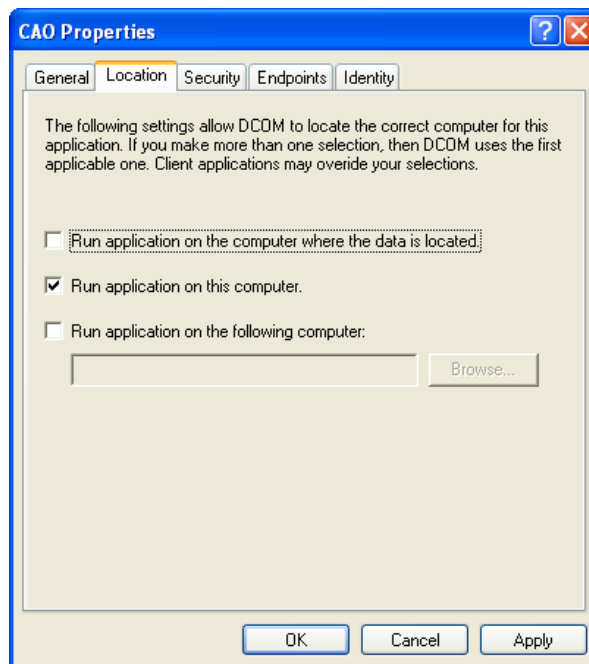 CAO Properties
General Location Security Endpoints Identity
The following settings allow DCOM to locate the correct computer for this
application. If you make more than one selection, then DCOM uses the first
applicable one. Client applications may overide your selections.
Run application on the computer where the data is located.
Run application on this computer.
Run application on the following computer:
Browse...
OK Cancel Apply